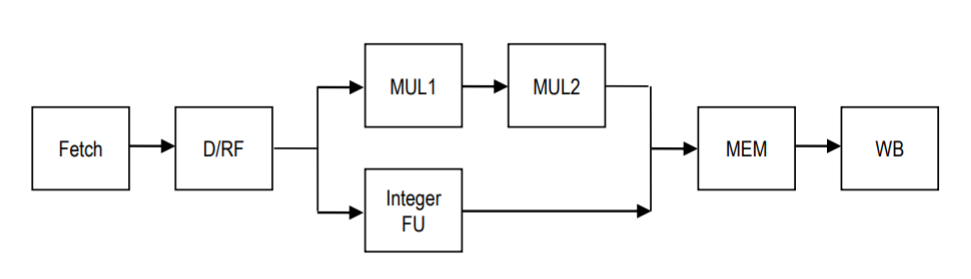 Fetch
D/RF
MUL1
MUL2
Integer
FU
MEM
WB